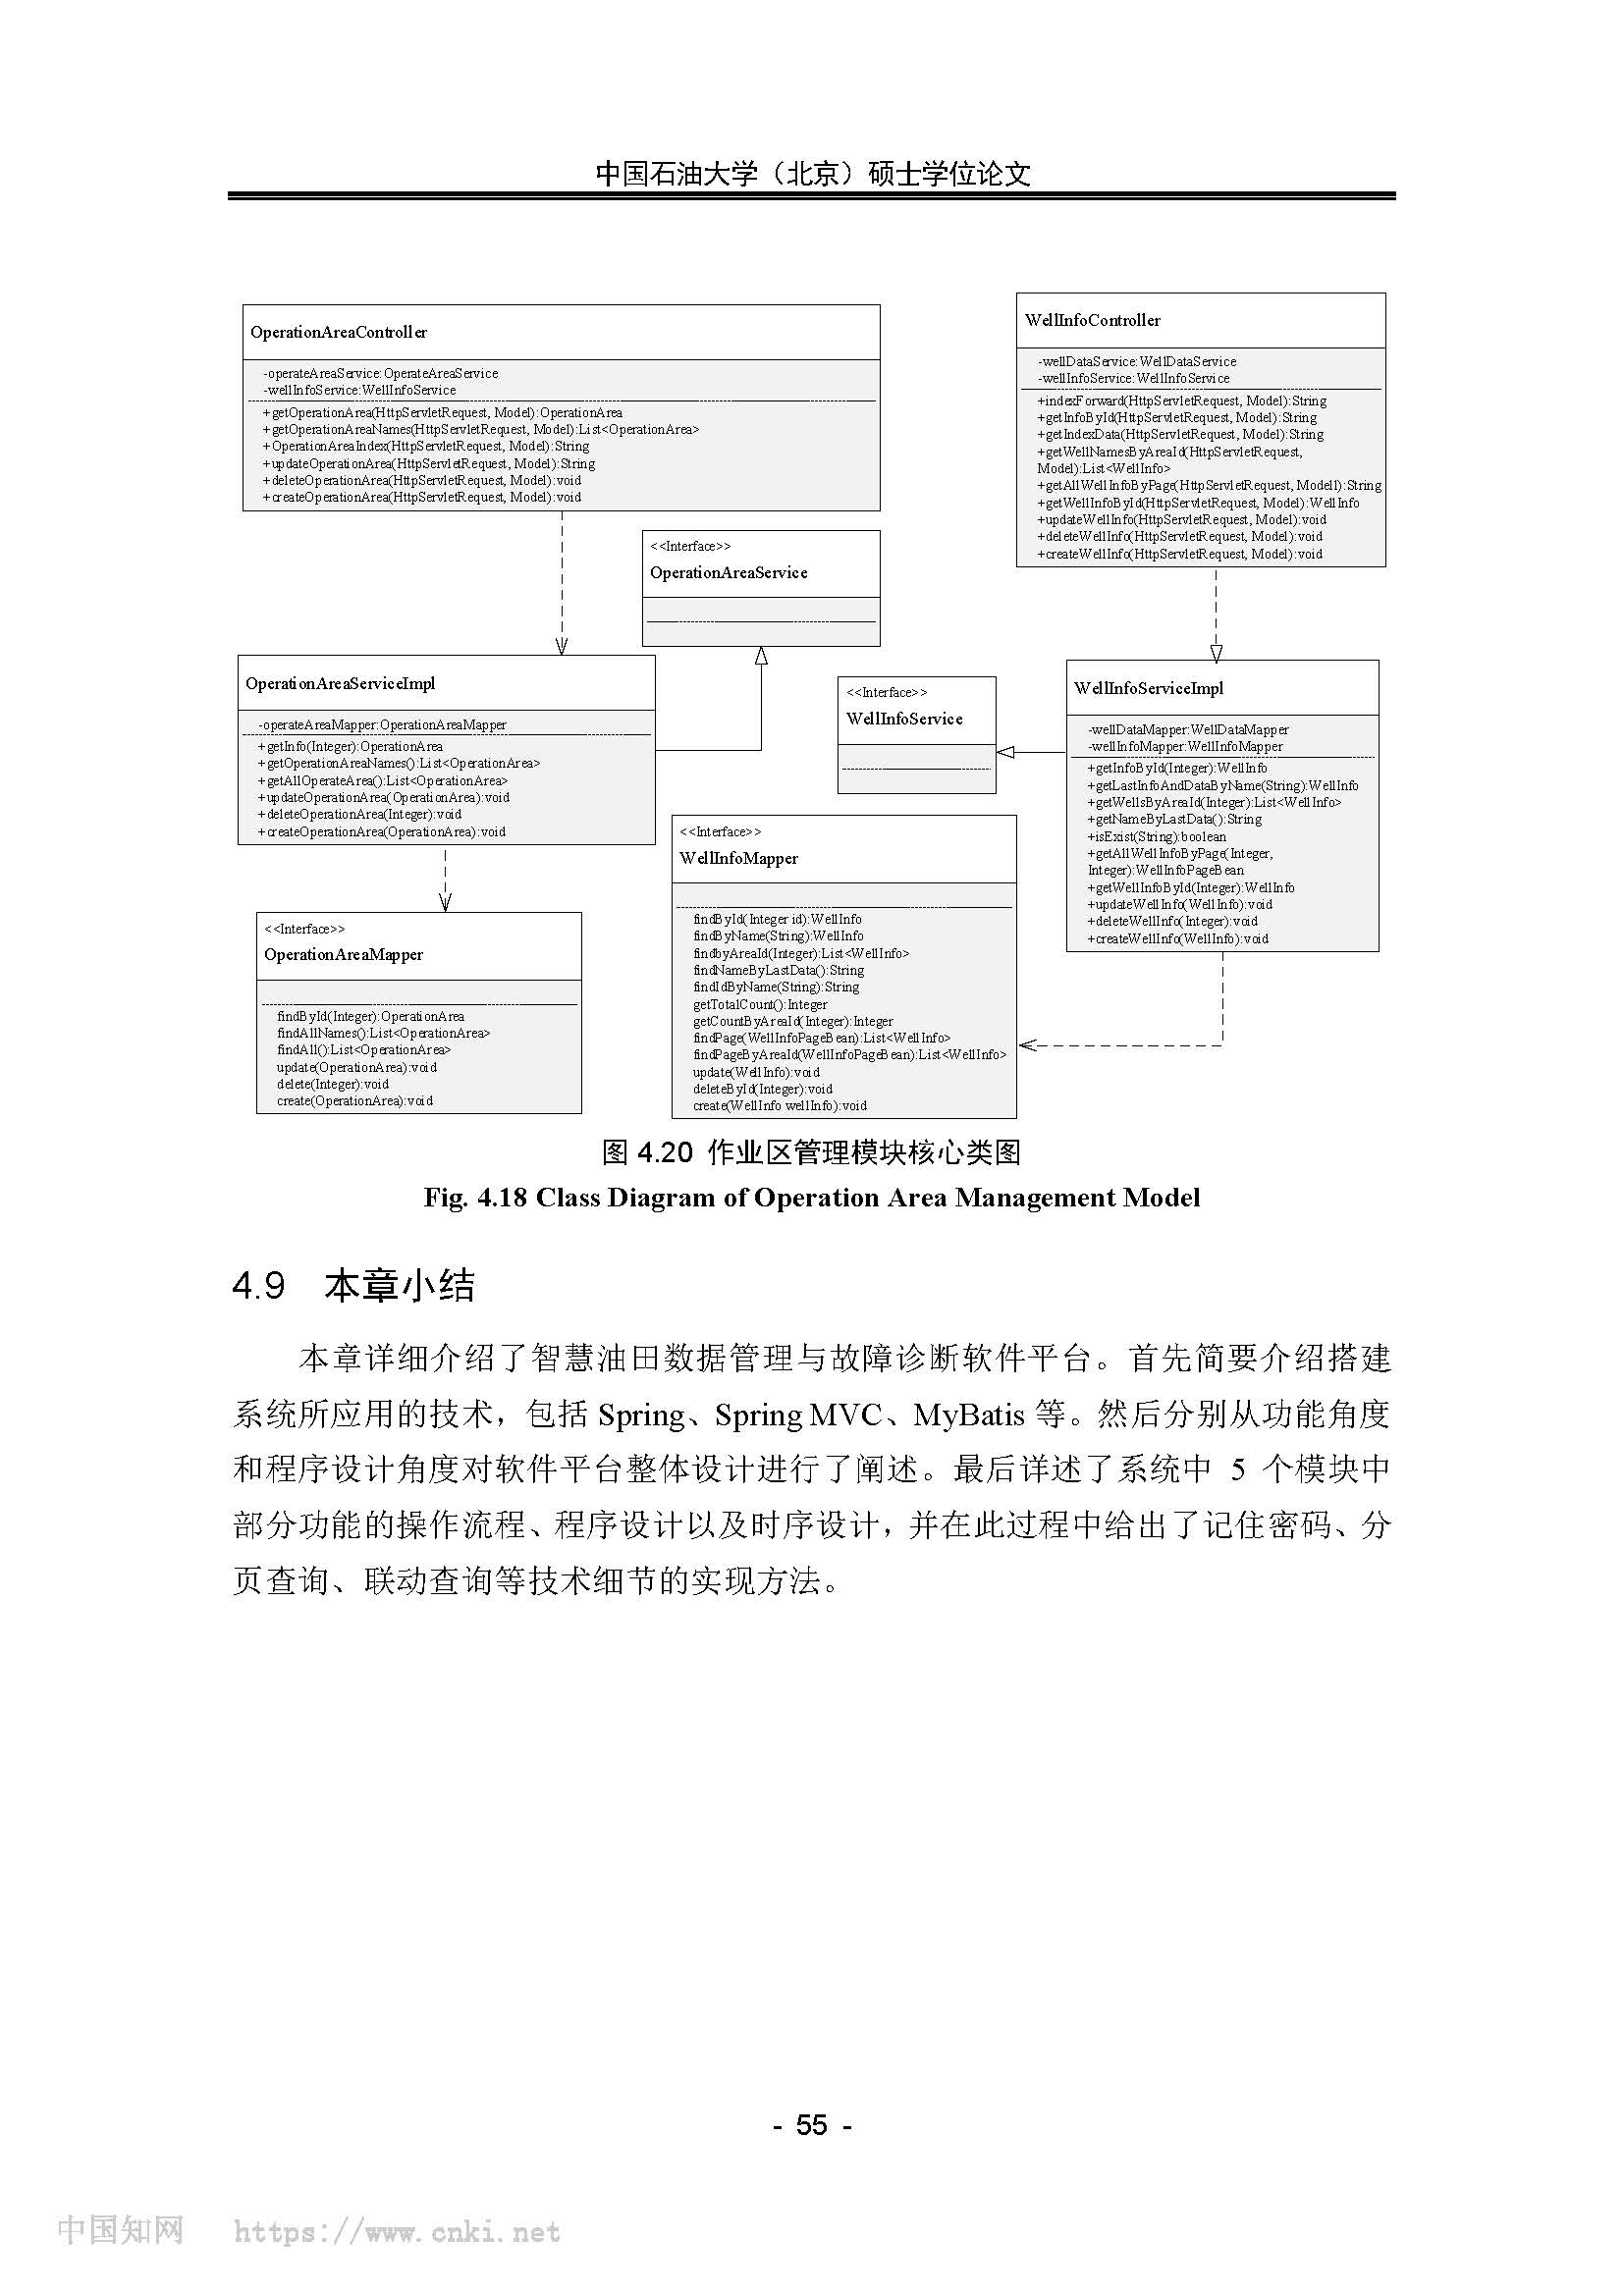 中国石油大学（北京）硕士学位论文
OperationAreaController
-operateAreaService:OperateAreaService
-wellInfoService:WellInfoService
+getOperationArea(HttpServletRequest, Model):OperationArea
+getOperationAreaNames(HttpServletRequest, Model):List<OperationArea>
+OperationAreaIndex(HttpServletRequest, Model):String
+updateOperationArea(HttpServletRequest, Model):String
+deleteOperationArea(HttpServletRequest, Model):void
+createOperationArea(HttpServletRequest, Model):void
WellInfoController
-wellDataService:WellDataService
-wellInfoService:WellInfoService
+indexForward(HttpServletRequest, Model):String
+getInfoById(HttpServletRequest, Model):String
+getIndexData(HttpServletRequest, Model):String
+getWellNamesByAreaId(HttpServletRequest,
Model):List<WellInfo>
+getAllWellInfoByPage(HttpServletRequest, Model1):String
+getWellInfoById(HttpServletRequest, Model):WellInfo
+updateWellInfo(HttpServletRequest, Model):void
+deleteWellInfo(HttpServletRequest, Model):void
+createWellInfo(HttpServletRequest, Model):void
<<Interface>>
OperationAreaService
OperationAreaServiceImpl
-operateAreaMapper:OperationAreaMapper
+getInfo(Integer):OperationArea
+getOperationAreaNames():List<OperationArea>
+getAllOperateArea():List<OperationArea>
+updateOperationArea(OperationArea):void
+deleteOperationArea(Integer):void
+createOperationArea(OperationArea):void
<<Interface>>
WellInfoService
WellInfoServiceImpl
-wellDataMapper:WellDataMapper
-wellInfoMapper:WellInfoMapper
+getInfoById(Integer):WellInfo
+getLastInfoAndDataByName(String):WellInfo
+getWellsByAreaId(Integer):List<WellInfo>
+getNameByLastData():String
+isExist(String):boolean
+getAllWellInfoByPage(Integer,
Integer):WellInfoPageBean
+getWellInfoById(Integer):WellInfo
+updateWellInfo(WellInfo):void
+deleteWellInfo(Integer):void
+createWellInfo(WellInfo):void
<<Interface>>
OperationAreaMapper
findById(Integer):OperationArea
findAllNames():List<OperationArea>
findAll():List<OperationArea>
update(OperationArea):void
delete(Integer):void
create(OperationArea):void
<<Interface>>
WellInfoMapper
findById(Integer id):WellInfo
findByName(String):WellInfo
findbyAreaId(Integer):List<WellInfo>
findNameByLastData():String
findIdByName(String):String
getTotalCount():Integer
getCountByAreaId(Integer):Integer
findPage(WellInfoPageBean):List<WellInfo>
findPageByAreaId(WellInfoPageBean):List<WellInfo>
update(WellInfo):void
deleteById(Integer):void
create(WellInfo wellInfo):void
图 4.20 作业区管理模块核心类图
Fig. 4.18 Class Diagram of Operation Area Management Model
4.9 本章小结
本章详细介绍了智慧油田数据管理与故障诊断软件平台。首先简要介绍搭建
系统所应用的技术，包括 Spring、Spring MVC、MyBatis 等。然后分别从功能角度
和程序设计角度对软件平台整体设计进行了阐述。最后详述了系统中 5 个模块中
部分功能的操作流程、程序设计以及时序设计，并在此过程中给出了记住密码、分
页查询、联动查询等技术细节的实现方法。
- 55 -
中国知网 https://www.cnki.net